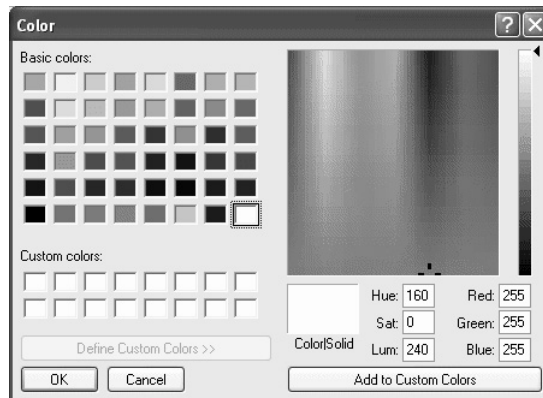 Color
Basic colors:
Custom colors:
Define Custom Colors >>
OK
Cancel
Color|Solid
Hue: 160
Sat: 0
Lum: 240
Red: 255
Green: 255
Blue: 255
Add to Custom Colors